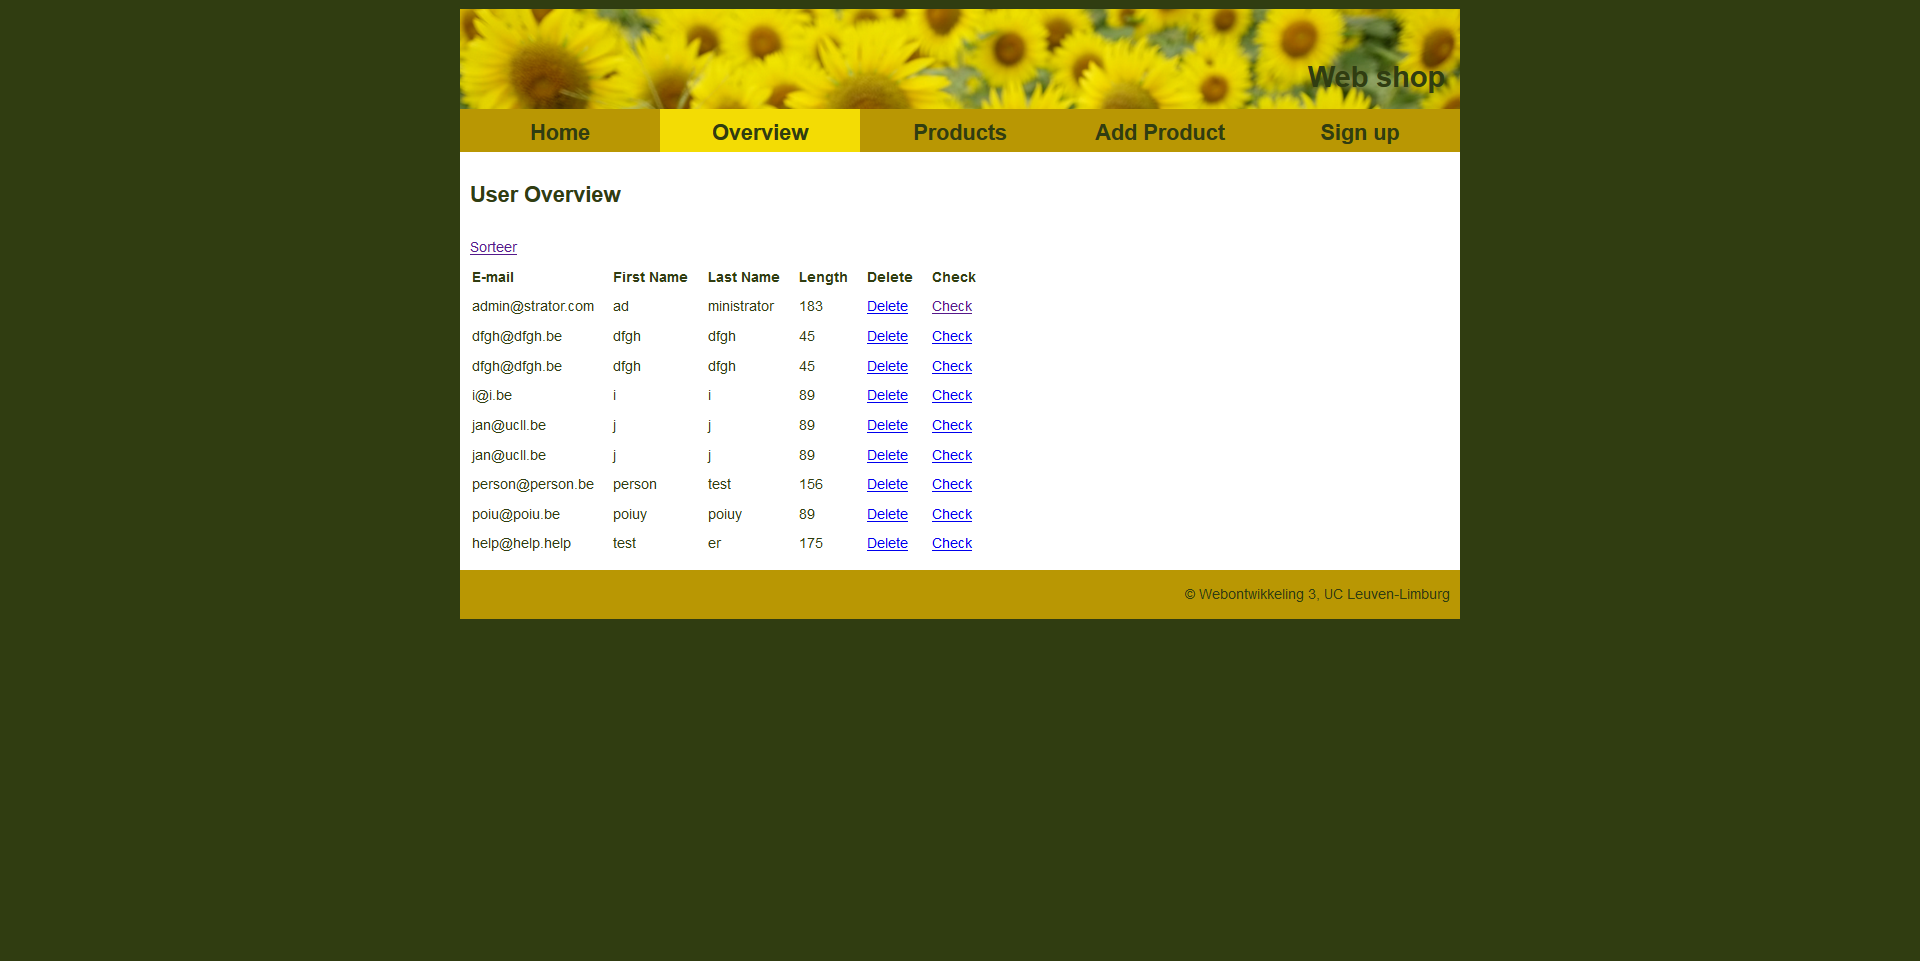 Web shop
Home Overview Products Add Product Sign up
User Overview
Sorteer
E-mail First Name Last Name Length Delete Check
admin@strator.com ad ministrator 183 Delete Check
dfgh@dfgh.be dfgh dfgh 45 Delete Check
dfgh@dfgh.be dfgh dfgh 45 Delete Check
i@i.be i i 89 Delete Check
jan@ucll.be j j 89 Delete Check
jan@ucll.be j j 89 Delete Check
person@person.be person test 156 Delete Check
poiu@poiu.be poiuy poiuy 89 Delete Check
help@help.help test er 175 Delete Check
© Webontwikkeling 3, UC Leuven-Limburg